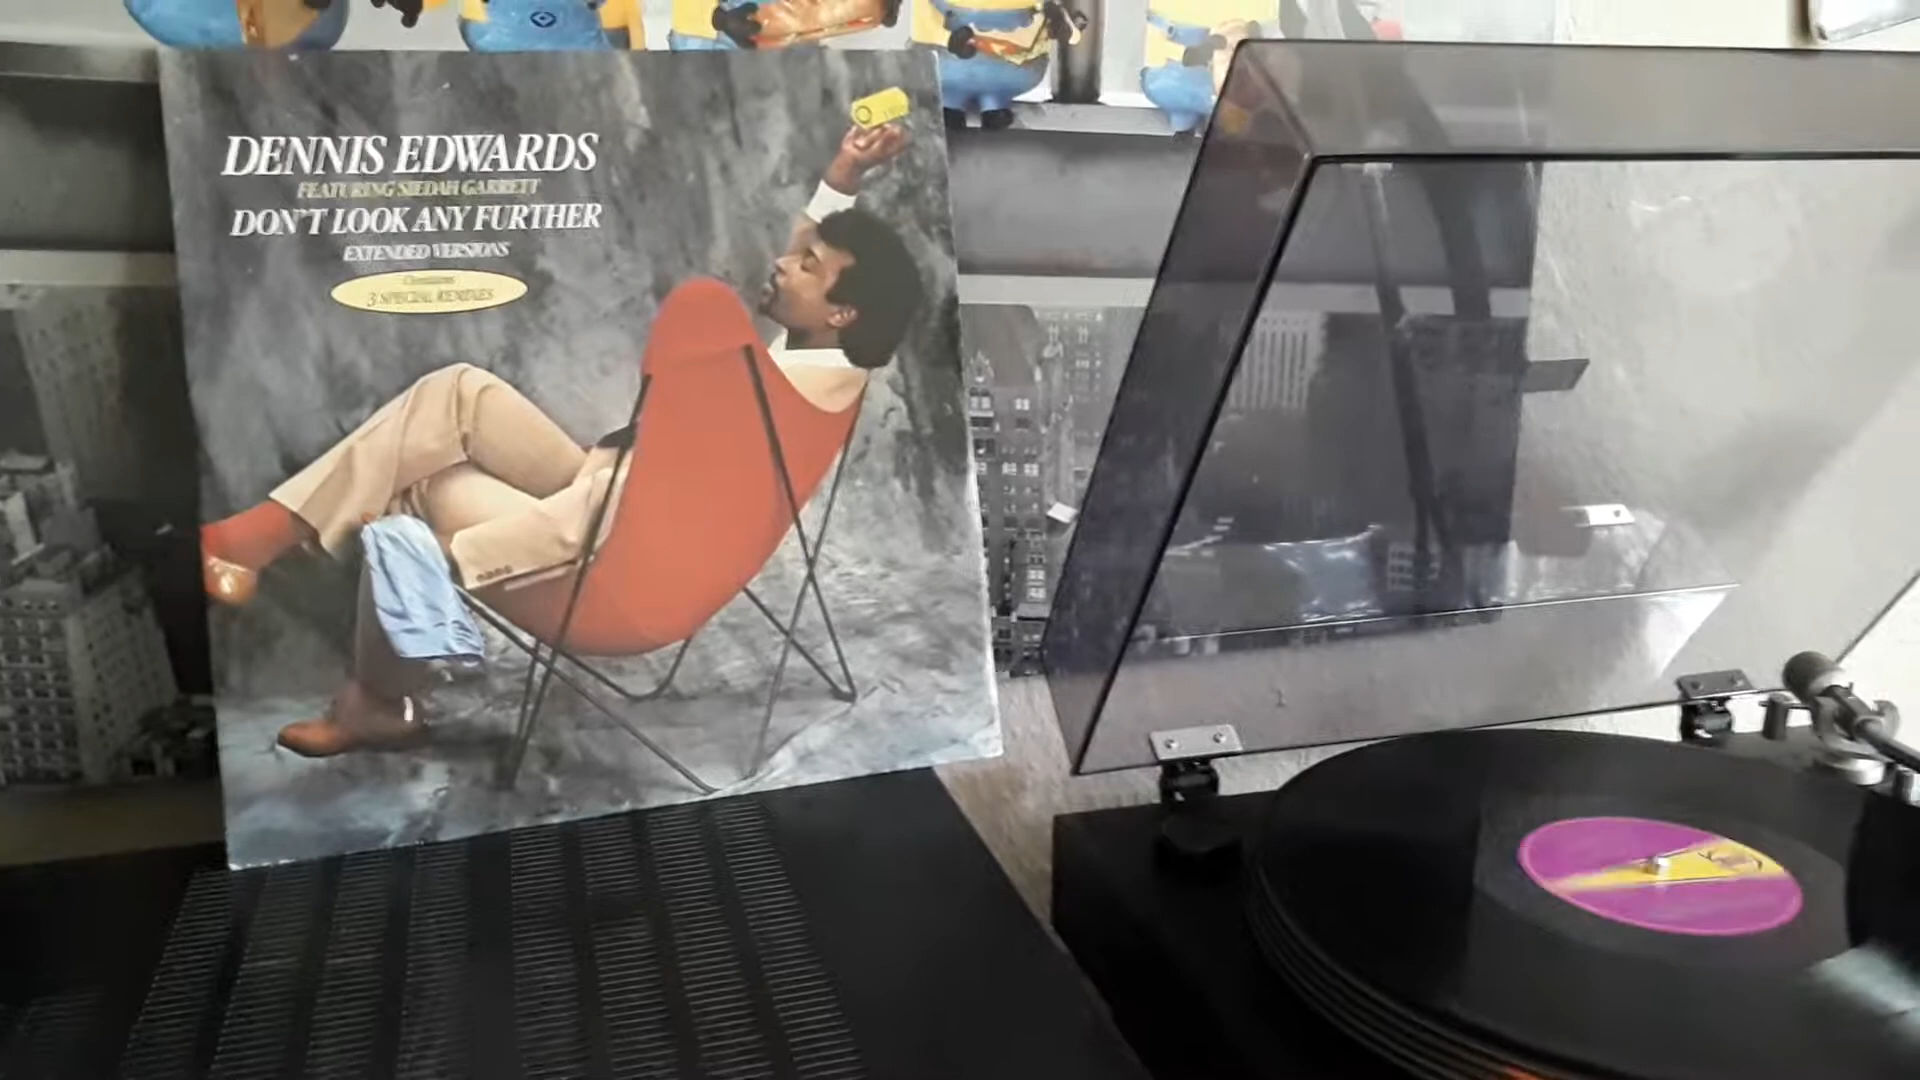 DENNIS EDWARDS
FEATURING SIEDAH GARRETT
DON'T LOOK ANY FURTHER
EXTENDED VERSIONS
3 SPECIAL REMIXES